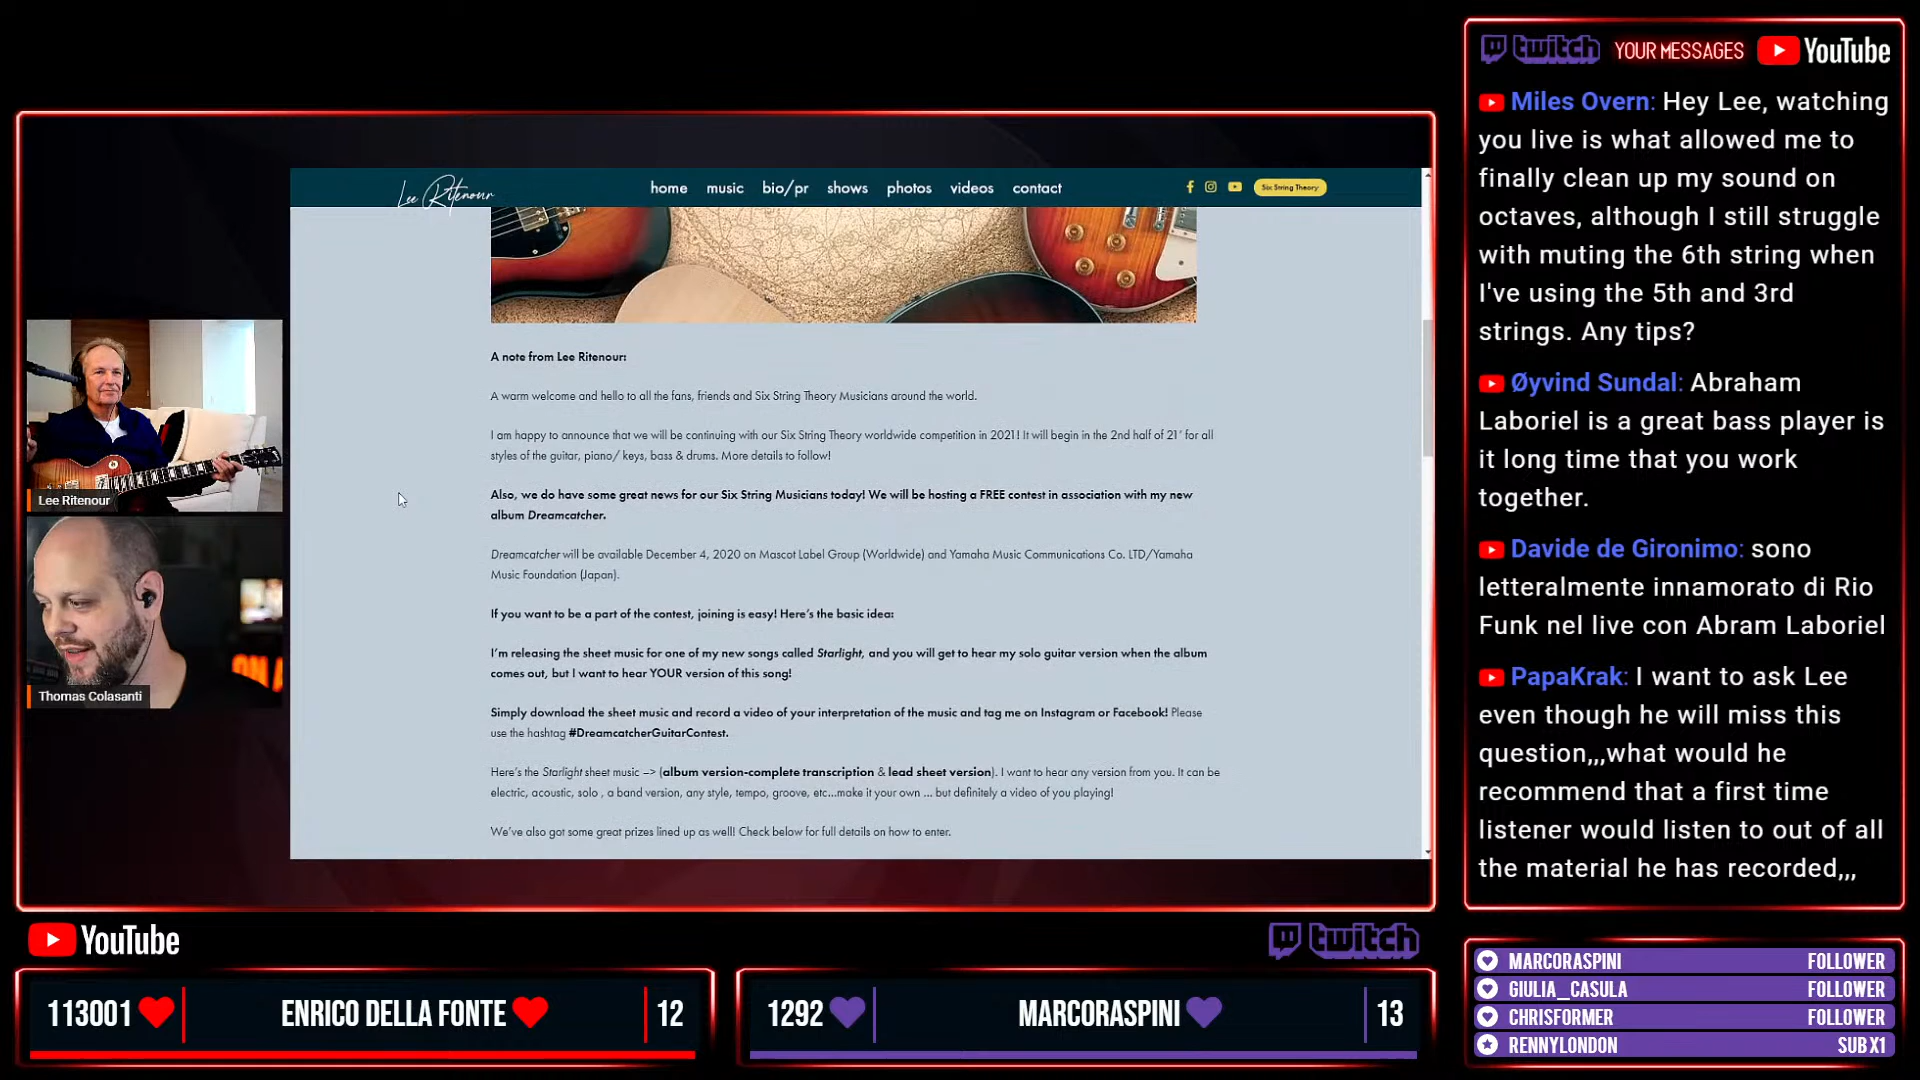 Lee Ritenour
home music bio/pr shows photos videos contact
Six String Theory
A note from Lee Ritenour:
A warm welcome and hello to all the fans, friends and Six String Theory Musicians around the world.
I am happy to announce that we will be continuing with our Six String Theory worldwide competition in 2021! It will begin in the 2nd half of 21' for all
styles of the guitar, piano/ keys, bass & drums. More details to follow!
Also, we do have some great news for our Six String Musicians today! We will be hosting a FREE contest in association with my new
album Dreamcatcher.
Dreamcatcher will be available December 4, 2020 on Mascot Label Group (Worldwide) and Yamaha Music Communications Co. LTD/Yamaha
Music Foundation (Japan).
If you want to be a part of the contest, joining is easy! Here's the basic idea:
I'm releasing the sheet music for one of my new songs called Starlight, and you will get to hear my solo guitar version when the album
comes out, but I want to hear YOUR version of this song!
Simply download the sheet music and record a video of your interpretation of the music and tag me on Instagram or Facebook! Please
use the hashtag #DreamcatcherGuitarContest.
Here's the Starlight sheet music –> (album version-complete transcription & lead sheet version). I want to hear any version from you. It can be
electric, acoustic, solo , a band version, any style, tempo, groove, etc...make it your own ... but definitely a video of you playing!
We've also got some great prizes lined up as well! Check below for full details on how to enter.
Lee Ritenour
Thomas Colasanti
twitch YOUR MESSAGES YouTube
Miles Overn: Hey Lee, watching
you live is what allowed me to
finally clean up my sound on
octaves, although I still struggle
with muting the 6th string when
I've using the 5th and 3rd
strings. Any tips?
Øyvind Sundal: Abraham
Laboriel is a great bass player is
it long time that you work
together.
Davide de Gironimo: sono
letteralmente innamorato di Rio
Funk nel live con Abram Laboriel
PapaKrak: I want to ask Lee
even though he will miss this
question,,,what would he
recommend that a first time
listener would listen to out of all
the material he has recorded,,,
YouTube
twitch
113001 ENRICO DELLA FONTE 12
1292 MARCORASPINI 13
MARCORASPINI FOLLOWER
GIULIA_CASULA FOLLOWER
CHRISFORMER FOLLOWER
RENNYLONDON SUB X1